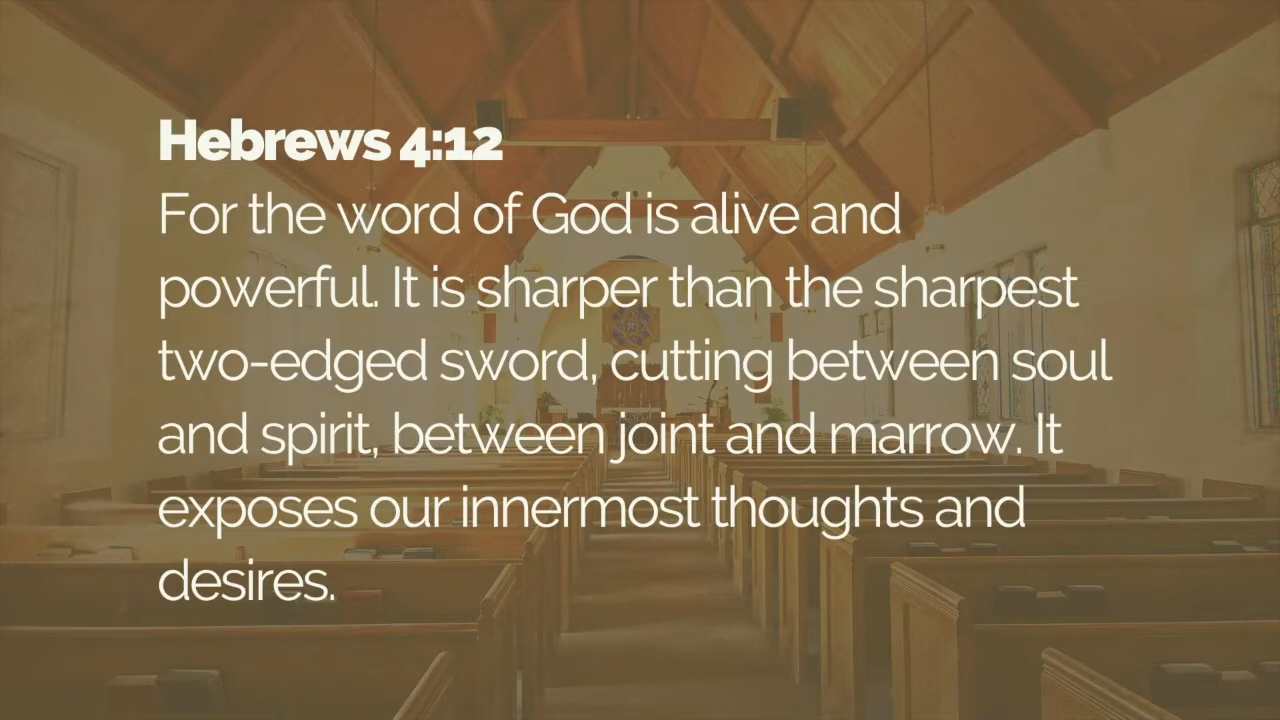 Hebrews 4:12
For the word of God is alive and
powerful. It is sharper than the sharpest
two-edged sword, cutting between soul
and spirit, between joint and marrow. It
exposes our innermost thoughts and
desires.